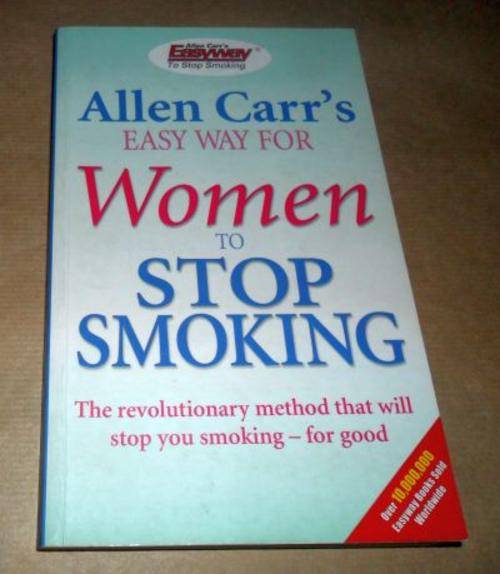 Allen Carr's
Easyway®
To Stop Smoking
Allen Carr's
EASY WAY FOR
Women
TO
STOP
SMOKING
The revolutionary method that will
stop you smoking – for good
Over 10,000,000
Easyway Books Sold
Worldwide